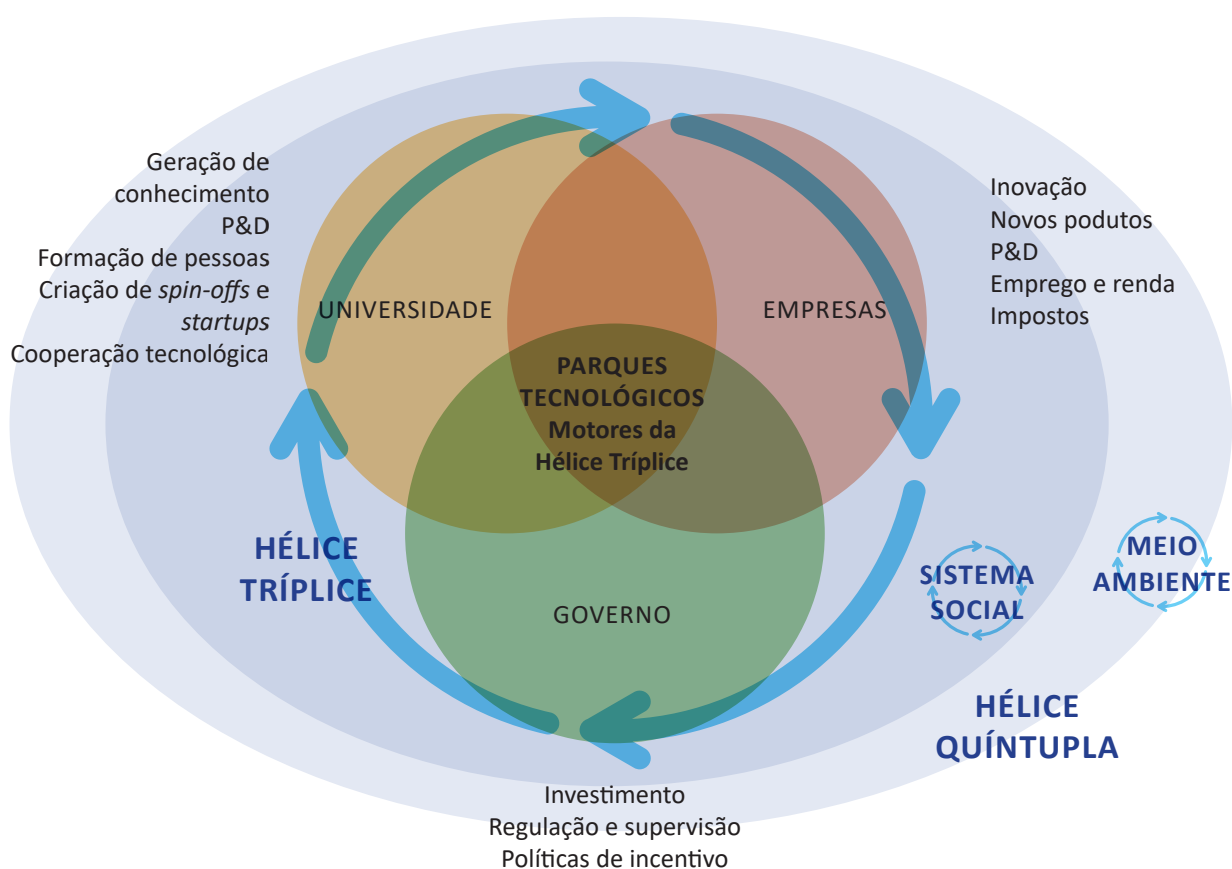 Geração de
conhecimento
P&D
Formação de pessoas
Criação de spin-offs e
startups
Cooperação tecnológica
Inovação
Novos podutos
P&D
Emprego e renda
Impostos
UNIVERSIDADE
EMPRESAS
PARQUES
TECNOLÓGICOS
Motores da
Hélice Tríplice
HÉLICE
TRÍPLICE
GOVERNO
SISTEMA
SOCIAL
MEIO
AMBIENTE
HÉLICE
QUÍNTUPLA
Investimento
Regulação e supervisão
Políticas de incentivo